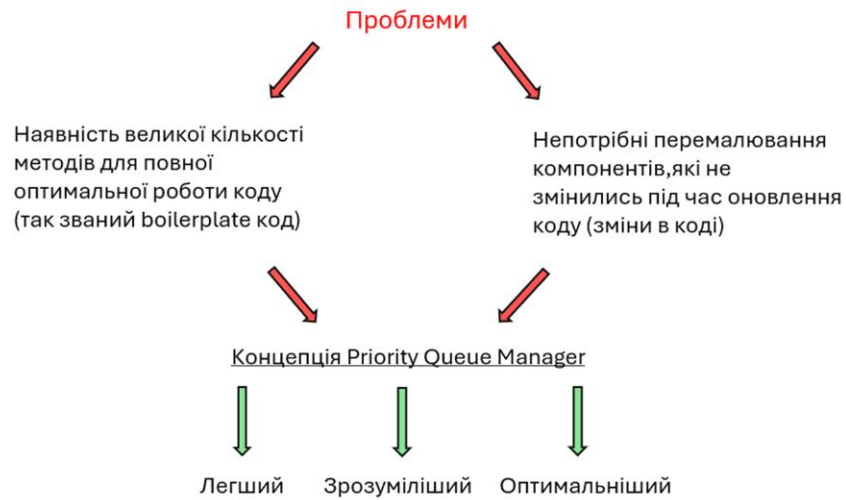 Проблеми
Наявність великої кількості
методів для повної
оптимальної роботи коду
(так званий boilerplate код)
Непотрібні перемалювання
компонентів,які не
змінились під час оновлення
коду (зміни в коді)
Концепція Priority Queue Manager
Легший Зрозуміліший Оптимальніший